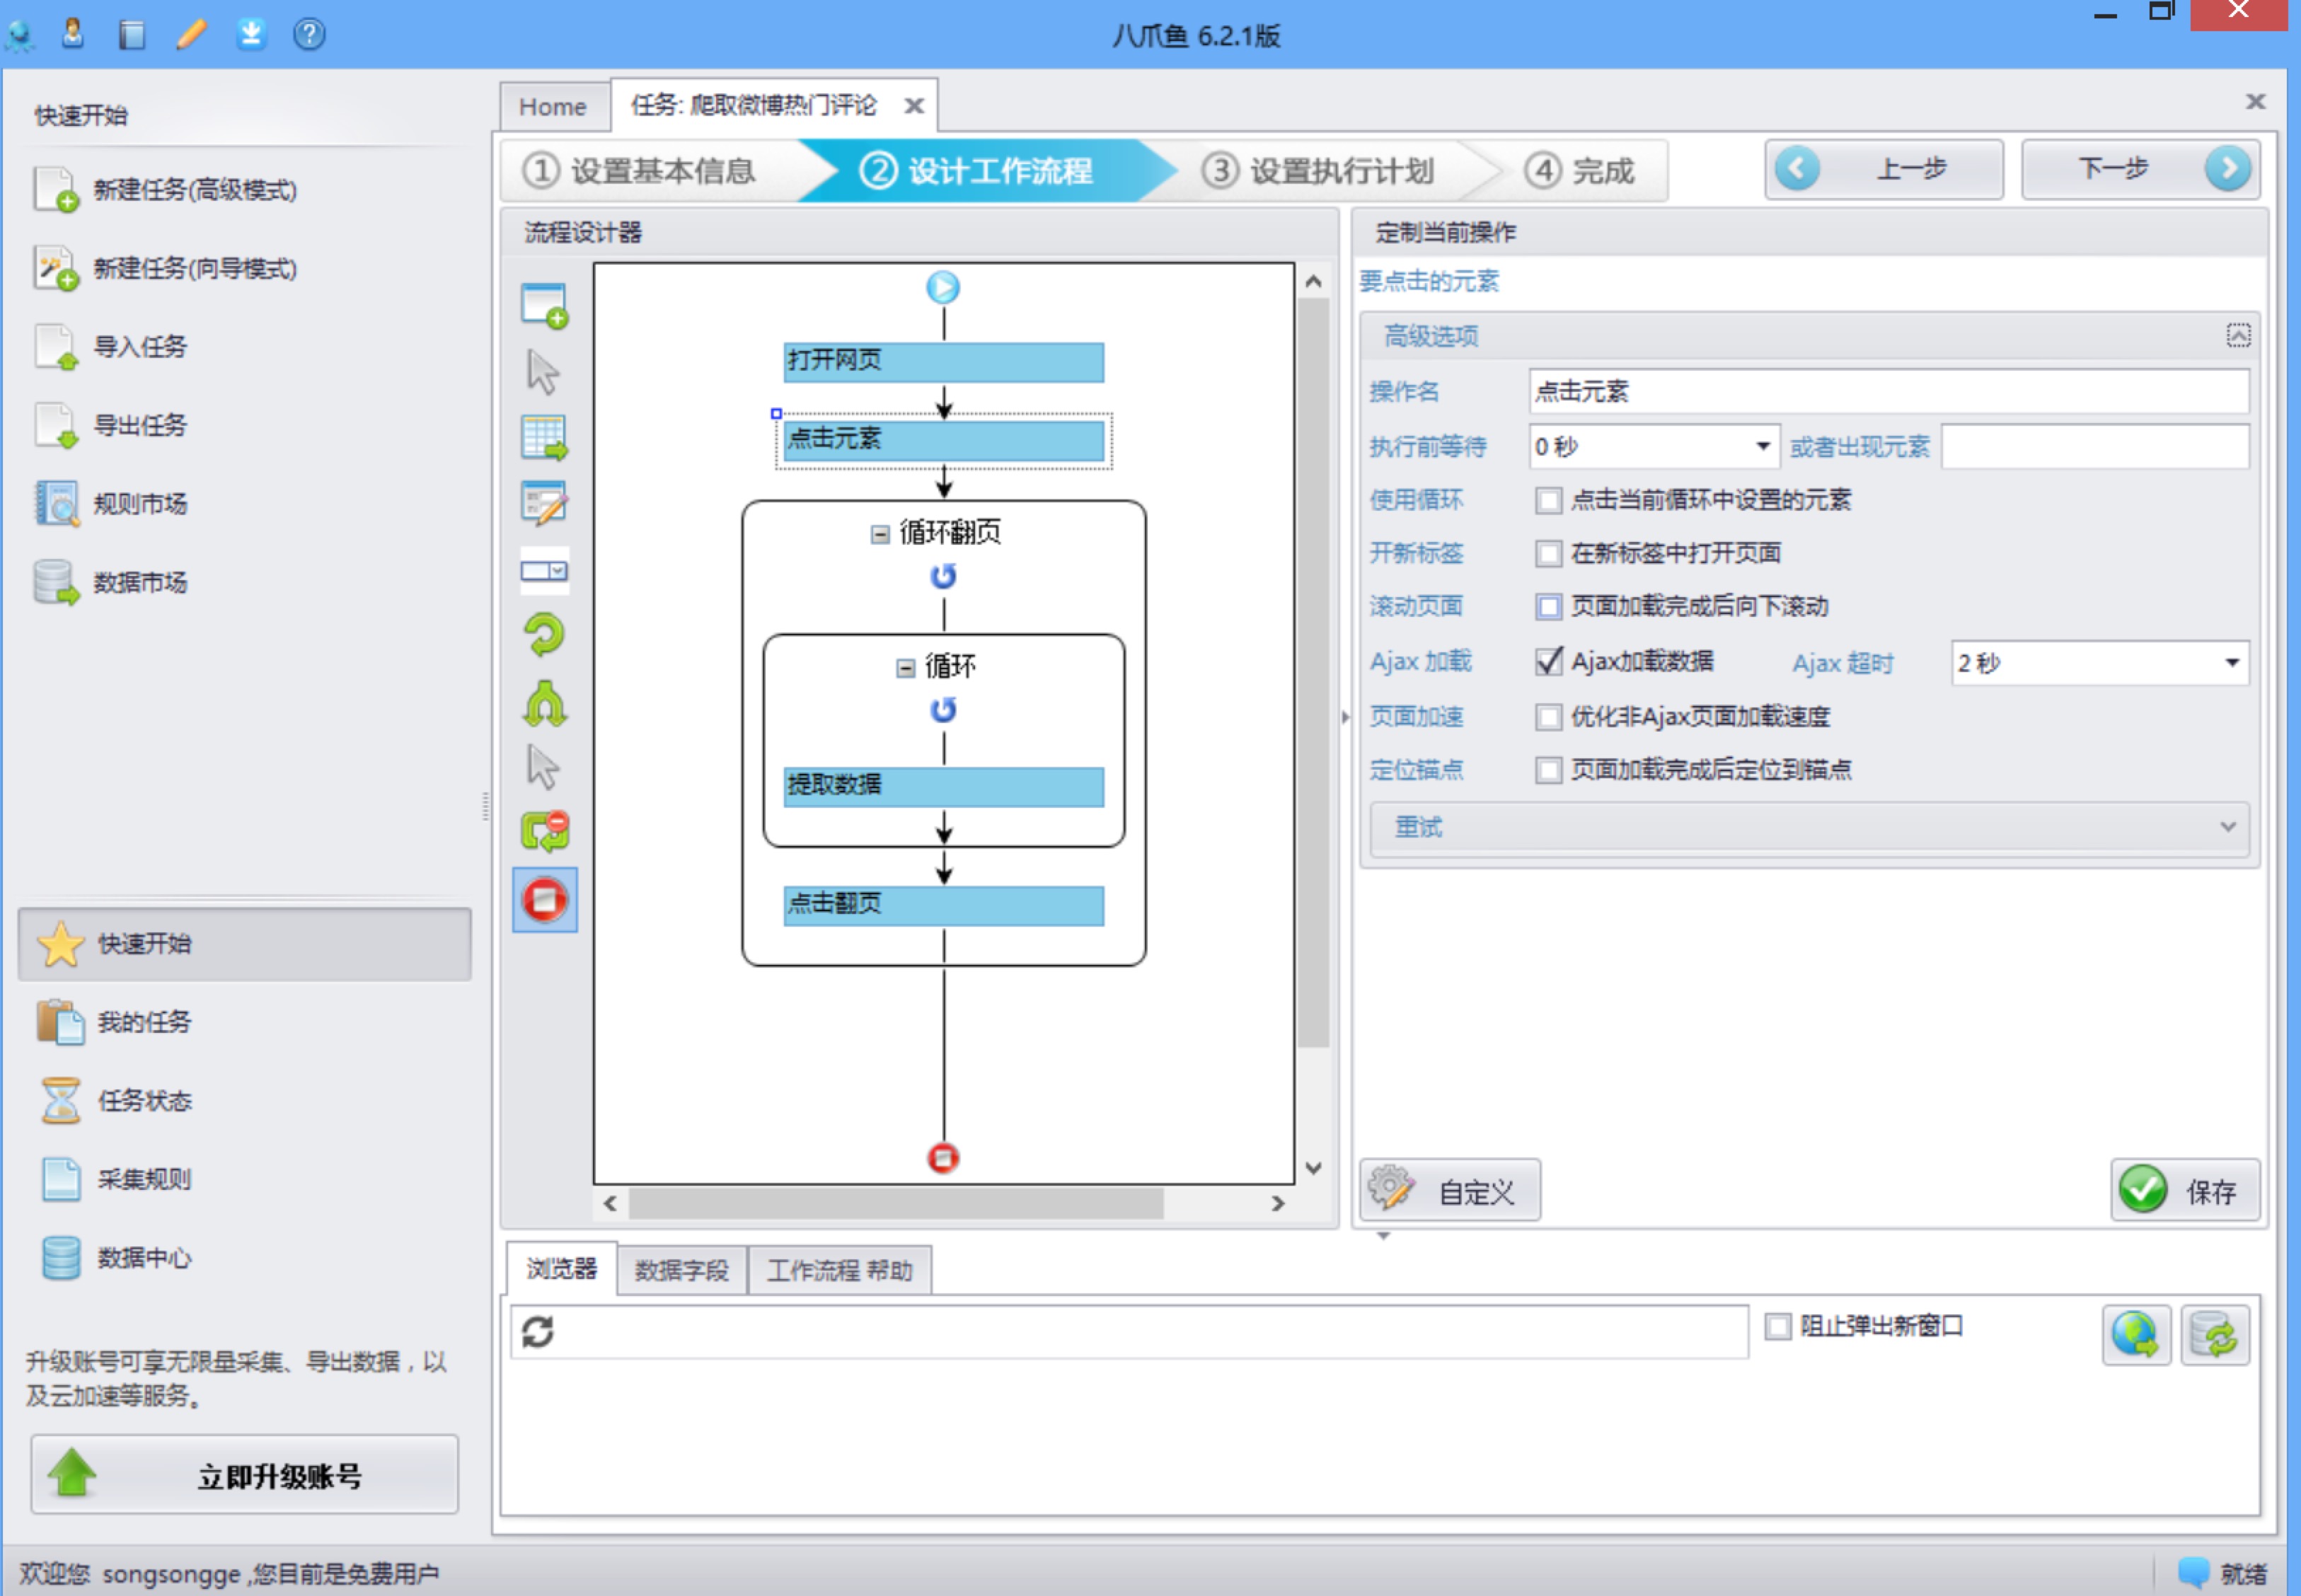 八爪鱼 6.2.1版
快速开始
新建任务(高级模式)
新建任务(向导模式)
导入任务
导出任务
规则市场
数据市场
快速开始
我的任务
任务状态
采集规则
数据中心
升级账号可享无限量采集、导出数据，以
及云加速等服务。
立即升级账号
Home 任务: 爬取微博热门评论
① 设置基本信息 ② 设计工作流程 ③ 设置执行计划 ④ 完成 上一步 下一步
流程设计器
打开网页
点击元素
循环翻页
循环
提取数据
点击翻页
定制当前操作
要点击的元素
高级选项
操作名 点击元素
执行前等待 0 秒 或者出现元素
使用循环 点击当前循环中设置的元素
开新标签 在新标签中打开页面
滚动页面 页面加载完成后向下滚动
Ajax 加载 Ajax加载数据 Ajax 超时 2 秒
页面加速 优化非Ajax页面加载速度
定位锚点 页面加载完成后定位到锚点
重试
自定义 保存
浏览器 数据字段 工作流程 帮助
阻止弹出新窗口
欢迎您 songsongge ,您目前是免费用户 就绪